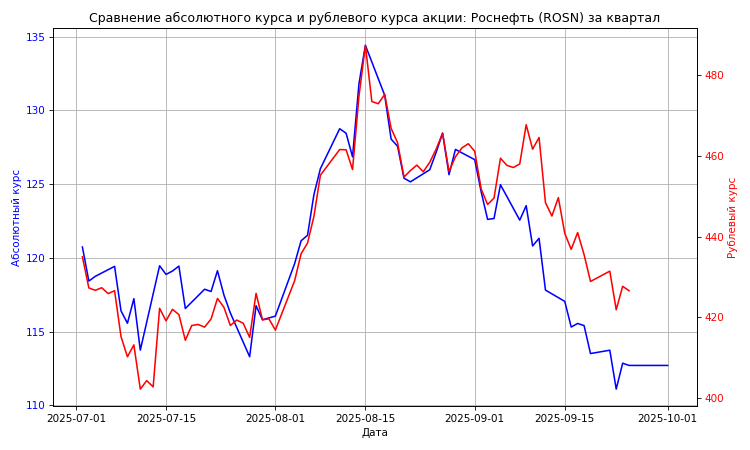 Сравнение абсолютного курса и рублевого курса акции: Роснефть (ROSN) за квартал
135
130
125
120
115
110
Абсолютный курс
480
460
440
420
400
Рублевый курс
2025-07-01 2025-07-15 2025-08-01 2025-08-15 2025-09-01 2025-09-15 2025-10-01
Дата